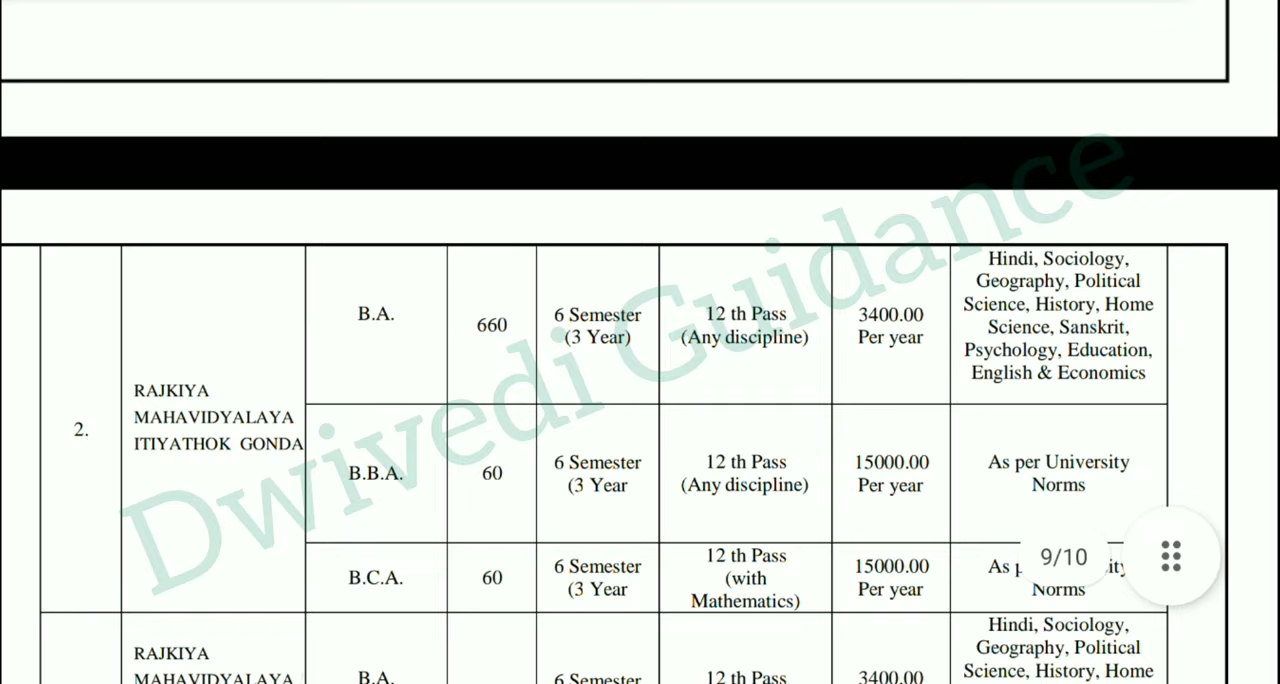 2.
RAJKIYA
MAHAVIDYALAYA
ITIYATHOK GONDA
B.A.
660
6 Semester
(3 Year)
12 th Pass
(Any discipline)
3400.00
Per year
Hindi, Sociology,
Geography, Political
Science, History, Home
Science, Sanskrit,
Psychology, Education,
English & Economics
B.B.A.
60
6 Semester
(3 Year
12 th Pass
(Any discipline)
15000.00
Per year
As per University
Norms
B.C.A.
60
6 Semester
(3 Year
12 th Pass
(with
Mathematics)
15000.00
Per year
As
Norms
9/10
RAJKIYA
MAHAVIDYALAYA
B.A.
6 Semester
12 th Pass
3400.00
Hindi, Sociology,
Geography, Political
Science, History, Home
Dwivedi Guidance